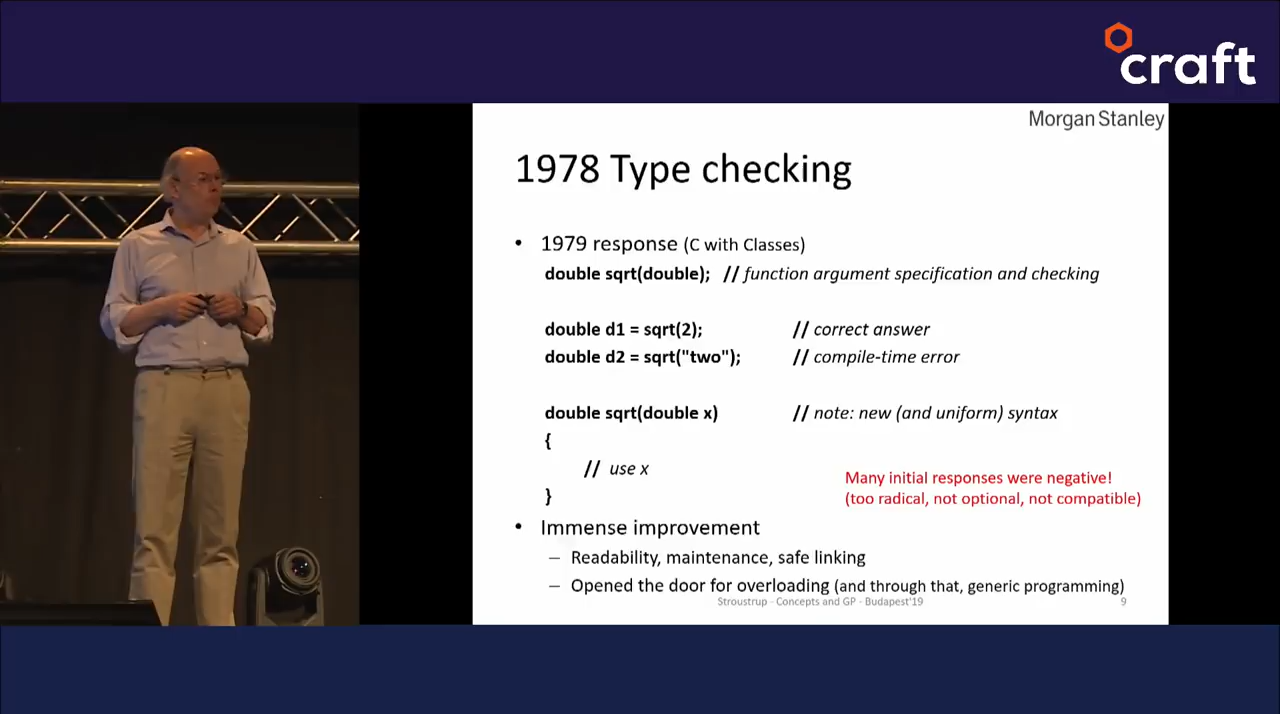 craft
Morgan Stanley
1978 Type checking
• 1979 response (C with Classes)
double sqrt(double); // function argument specification and checking
double d1 = sqrt(2); // correct answer
double d2 = sqrt("two"); // compile-time error
double sqrt(double x) // note: new (and uniform) syntax
{
// use x
}
Many initial responses were negative!
(too radical, not optional, not compatible)
• Immense improvement
– Readability, maintenance, safe linking
– Opened the door for overloading (and through that, generic programming)
Stroustrup - Concepts and GP - Budapest'19 9